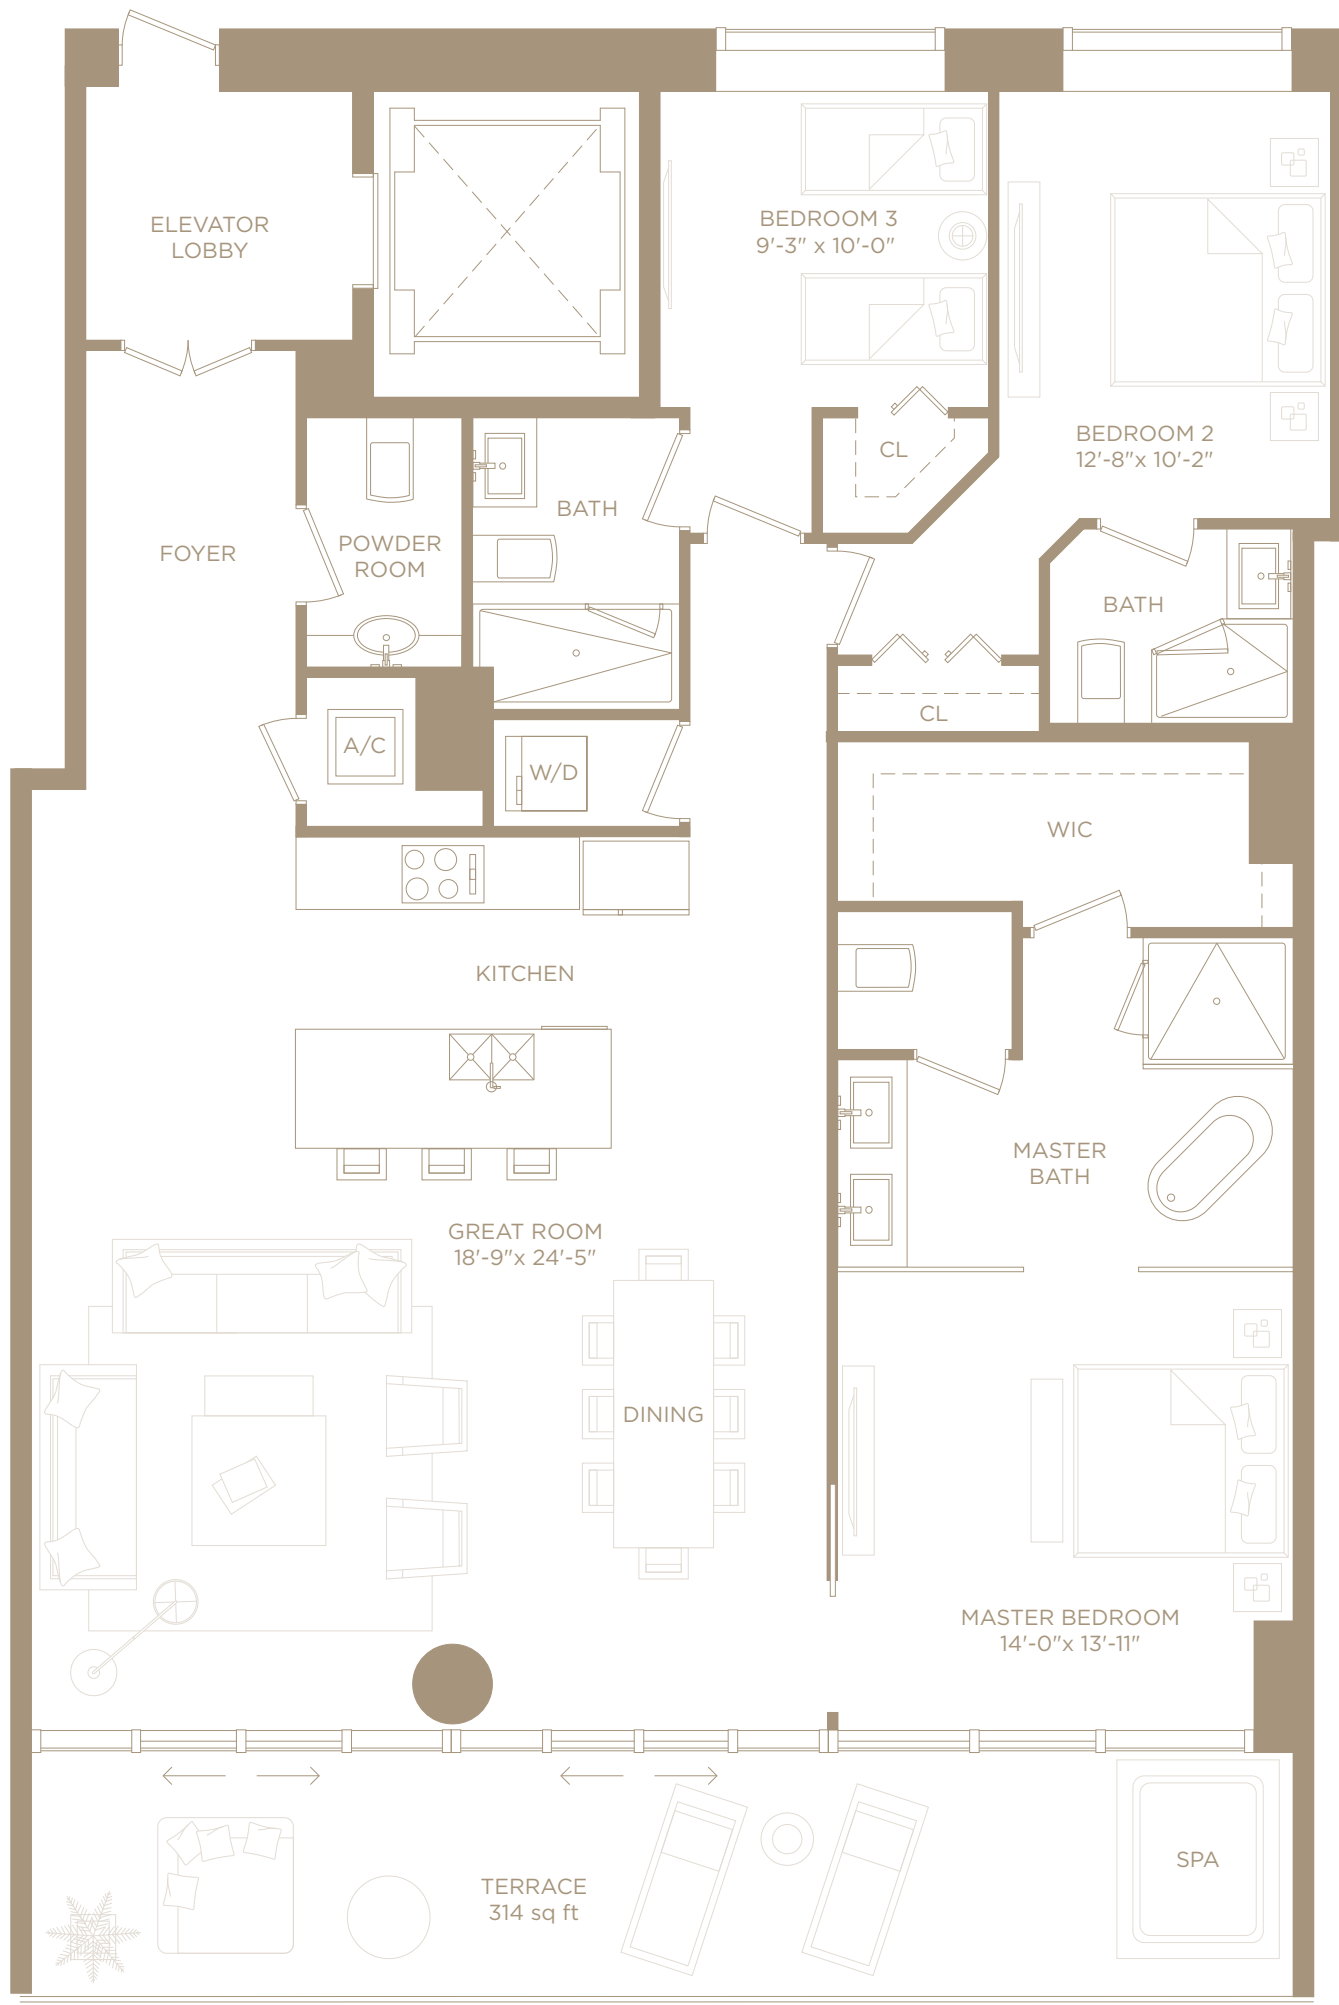 ELEVATOR
LOBBY
BEDROOM 3
9'-3" x 10'-0"
BEDROOM 2
12'-8"x 10'-2"
CL
BATH
FOYER
POWDER
ROOM
BATH
CL
A/C
W/D
WIC
KITCHEN
MASTER
BATH
GREAT ROOM
18'-9"x 24'-5"
DINING
MASTER BEDROOM
14'-0"x 13'-11"
SPA
TERRACE
314 sq ft